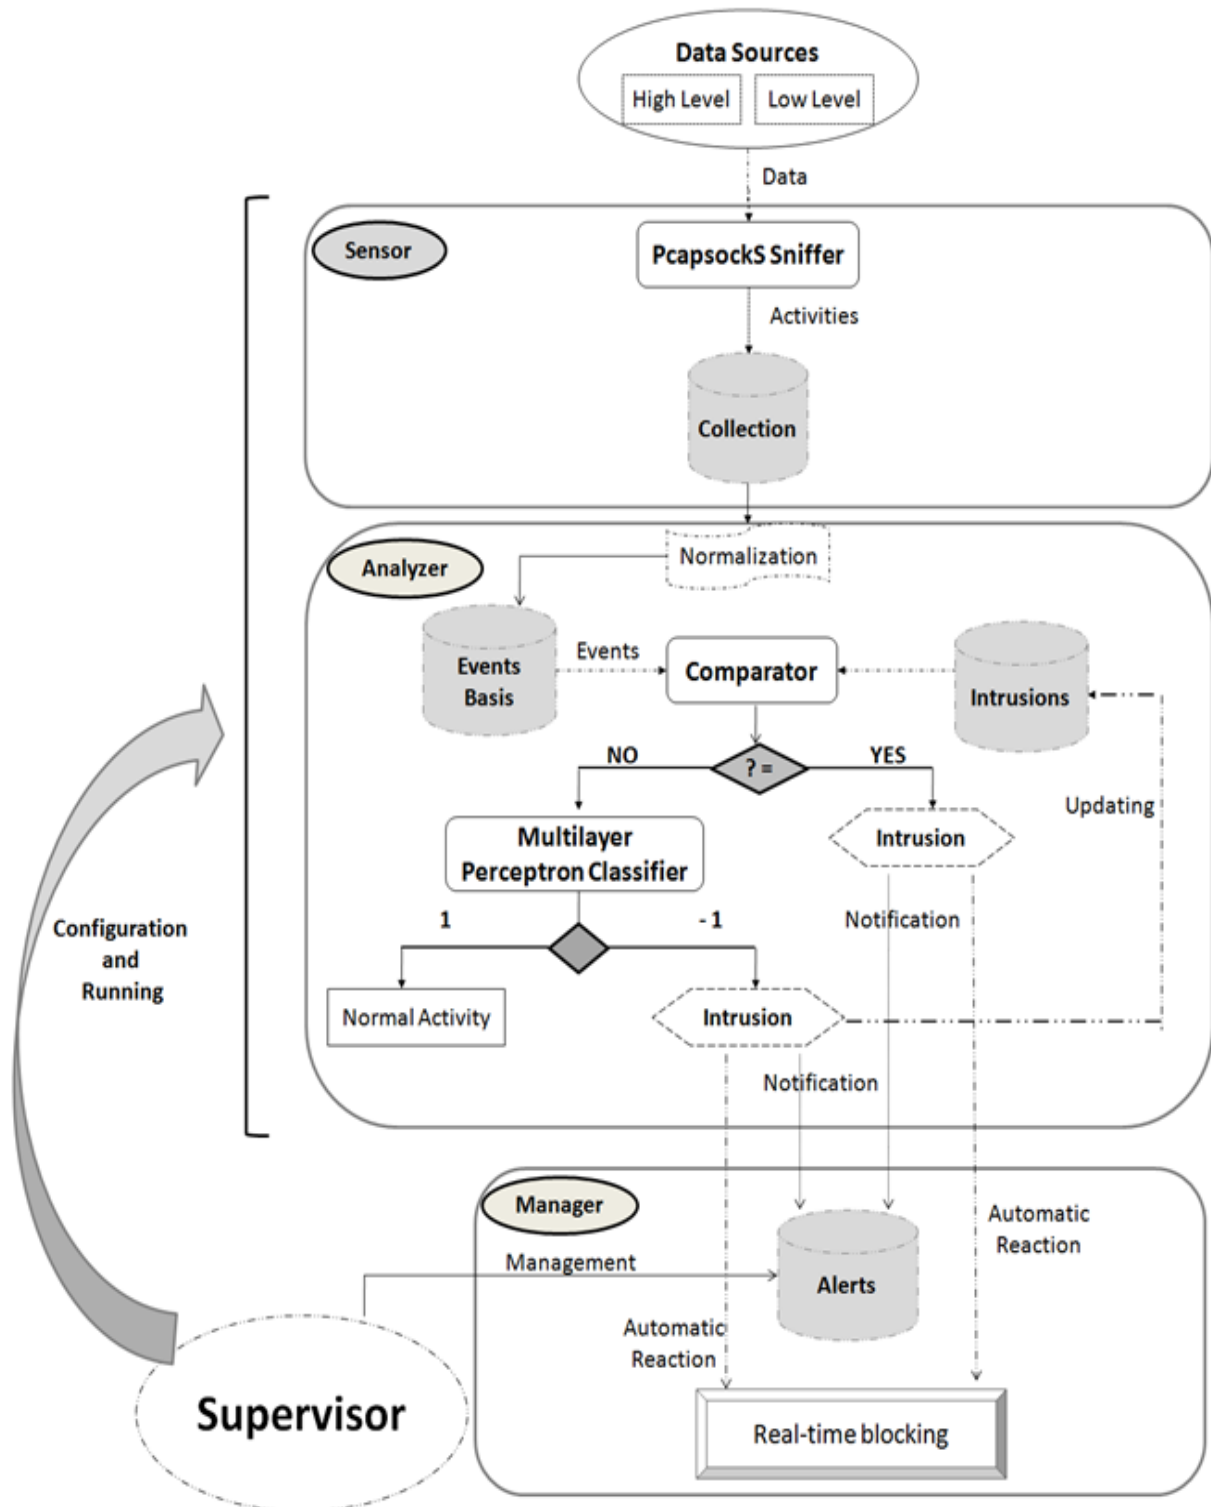 Data Sources
High Level
Low Level
Data
Sensor
PcapsockS Sniffer
Activities
Collection
Analyzer
Normalization
Events
Basis
Events
Comparator
Intrusions
NO
? =
YES
Updating
Multilayer
Perceptron Classifier
Intrusion
1
- 1
Notification
Configuration
and
Running
Normal Activity
Intrusion
Notification
Manager
Automatic
Reaction
Management
Alerts
Automatic
Reaction
Supervisor
Real-time blocking